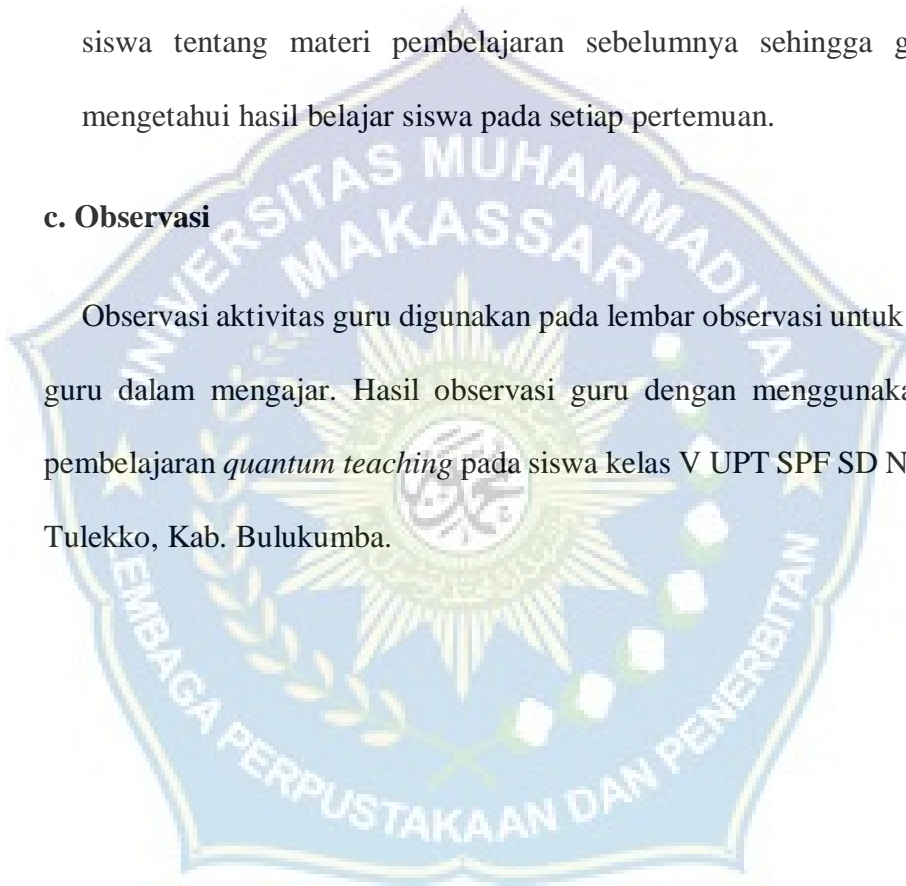 siswa tentang materi pembelajaran sebelumnya sehingga g
mengetahui hasil belajar siswa pada setiap pertemuan.
c. Observasi
Observasi aktivitas guru digunakan pada lembar observasi untuk
guru dalam mengajar. Hasil observasi guru dengan menggunaka
pembelajaran quantum teaching pada siswa kelas V UPT SPF SD N
Tulekko, Kab. Bulukumba.
UNIVERSITAS MUHAMMADIYAH
MAKASSAR
LEMBAGA PERPUSTAKAAN DAN PENERBITAN